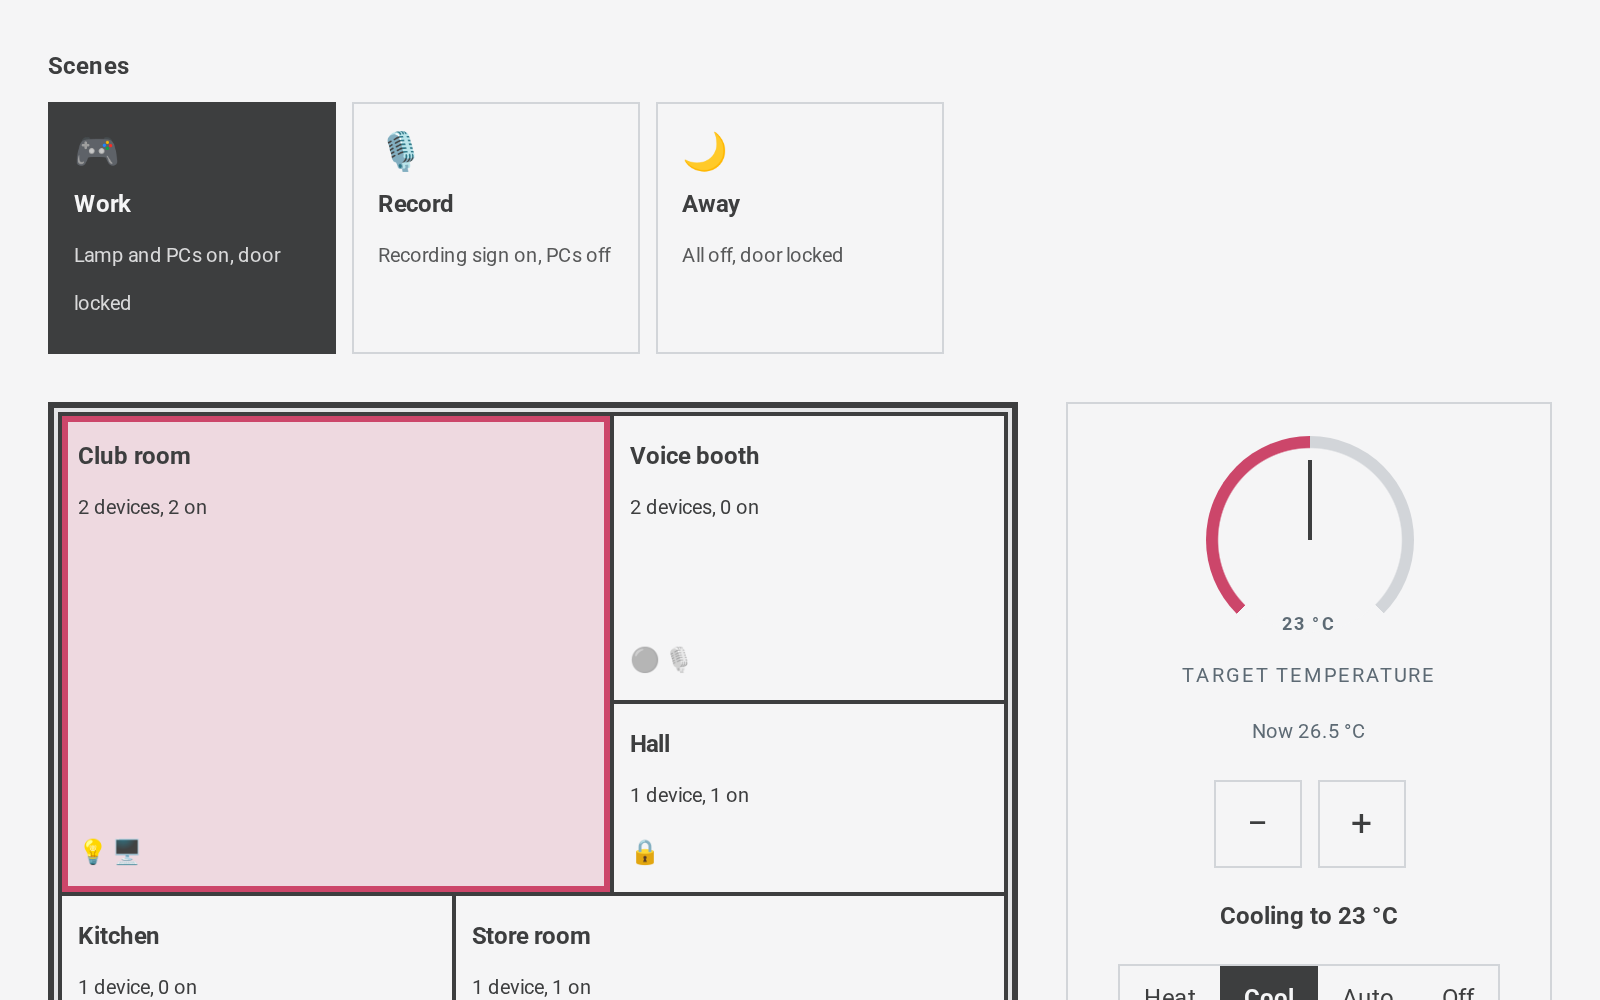 Scenes
Work
Lamp and PCs on, door
locked
Record
Recording sign on, PCs off
Away
All off, door locked
Club room
2 devices, 2 on
Voice booth
2 devices, 0 on
Hall
1 device, 1 on
Kitchen
1 device, 0 on
Store room
1 device, 1 on
23 °C
TARGET TEMPERATURE
Now 26.5 °C
− +
Cooling to 23 °C
Heat Cool Auto Off